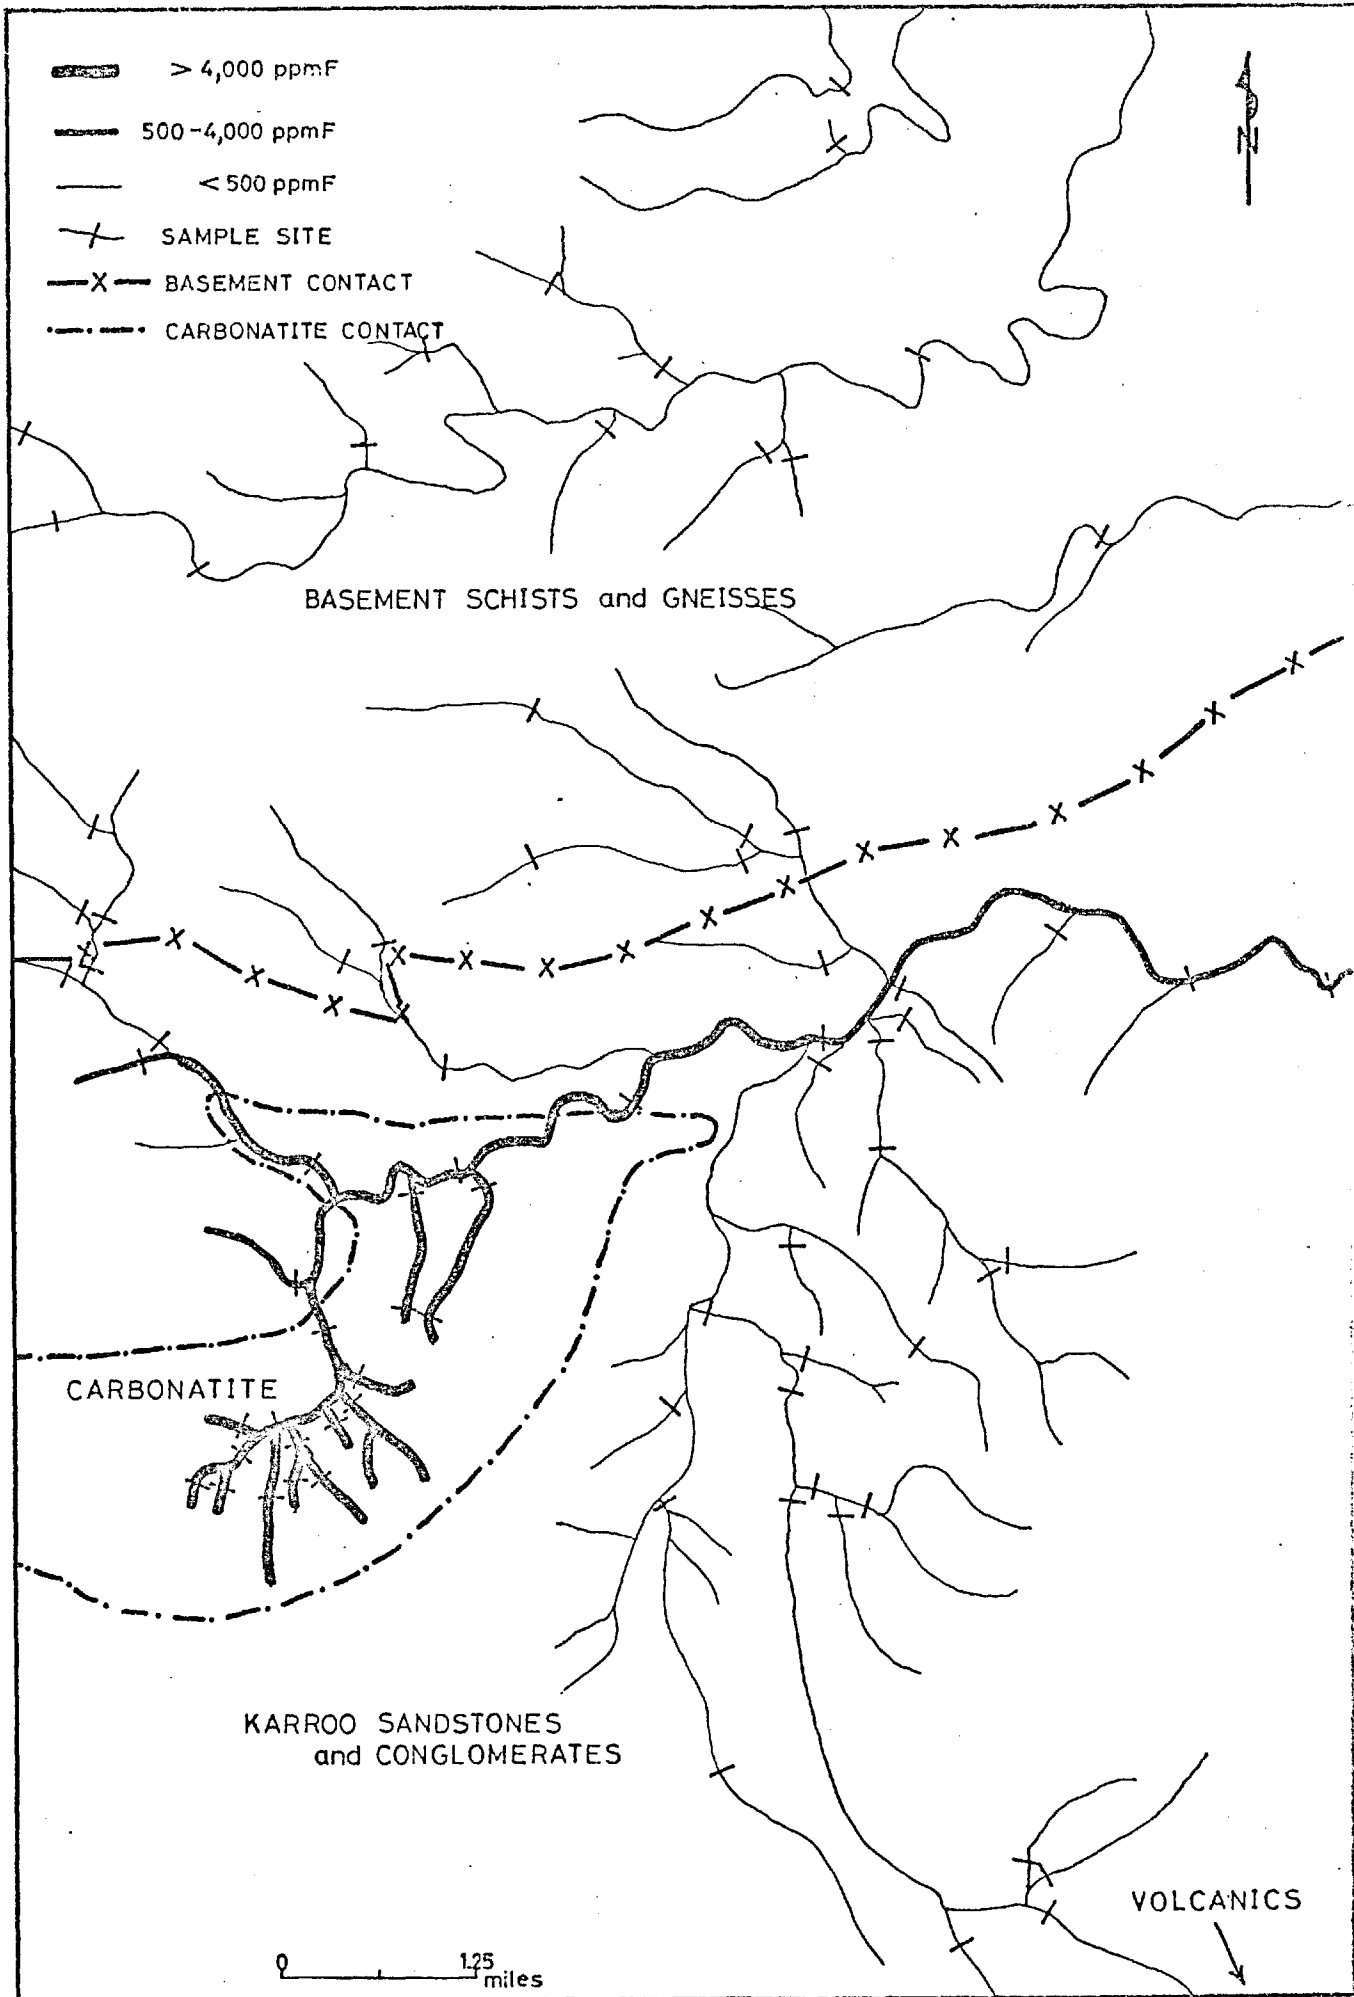 > 4,000 ppmF
500-4,000 ppmF
< 500 ppmF
SAMPLE SITE
X BASEMENT CONTACT
CARBONATITE CONTACT
N
BASEMENT SCHISTS and GNEISSES
CARBONATITE
KARROO SANDSTONES
and CONGLOMERATES
VOLCANICS
0 1.25
miles